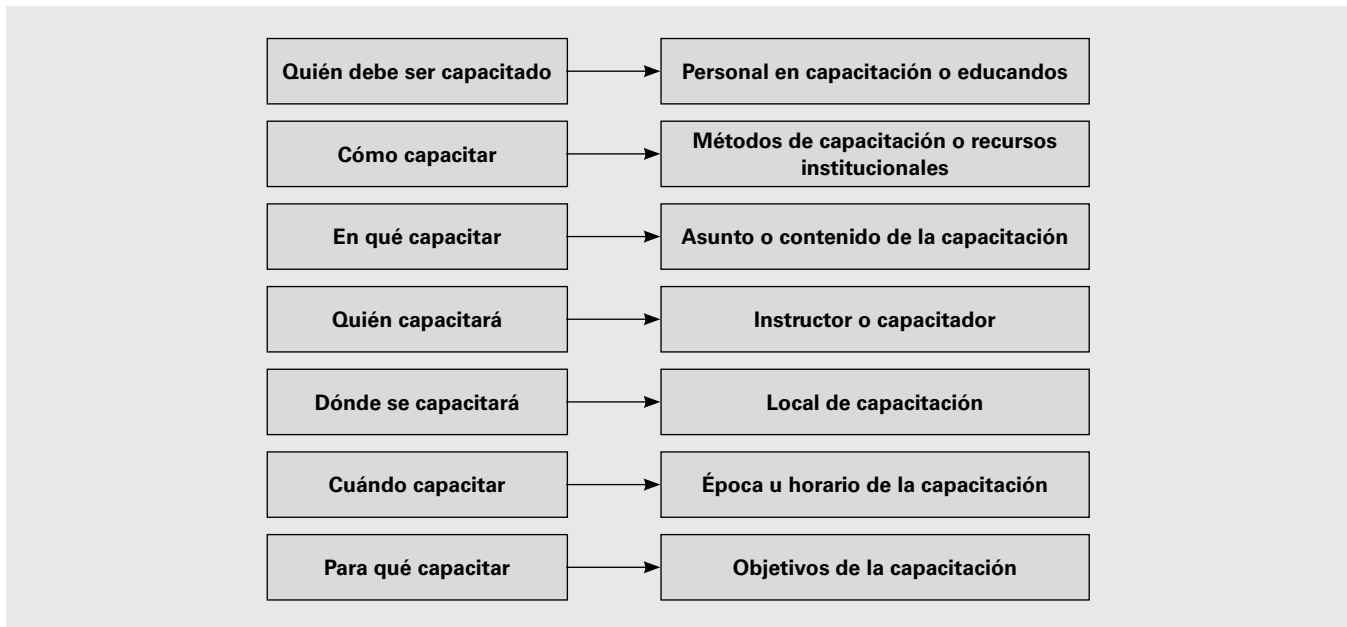 Quién debe ser capacitado
Personal en capacitación o educandos
Cómo capacitar
Métodos de capacitación o recursos
institucionales
En qué capacitar
Asunto o contenido de la capacitación
Quién capacitará
Instructor o capacitador
Dónde se capacitará
Local de capacitación
Cuándo capacitar
Época u horario de la capacitación
Para qué capacitar
Objetivos de la capacitación